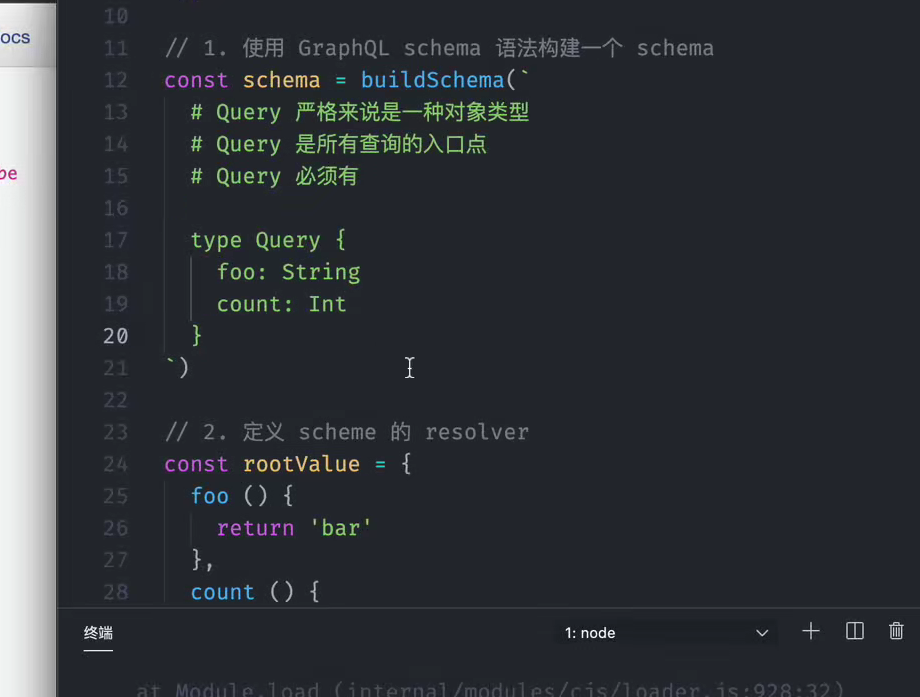 ocs
be
10
11 // 1. 使用 GraphQL schema 语法构建一个 schema
12 const schema = buildSchema(`
13 # Query 严格来说是一种对象类型
14 # Query 是所有查询的入口点
15 # Query 必须有
16
17 type Query {
18 foo: String
19 count: Int
20 }
21 `)
22
23 // 2. 定义 scheme 的 resolver
24 const rootValue = {
25 foo () {
26 return 'bar'
27 },
28 count () {
终端
1: node
at Module.load (internal/modules/cjs/loader.js:928:32)